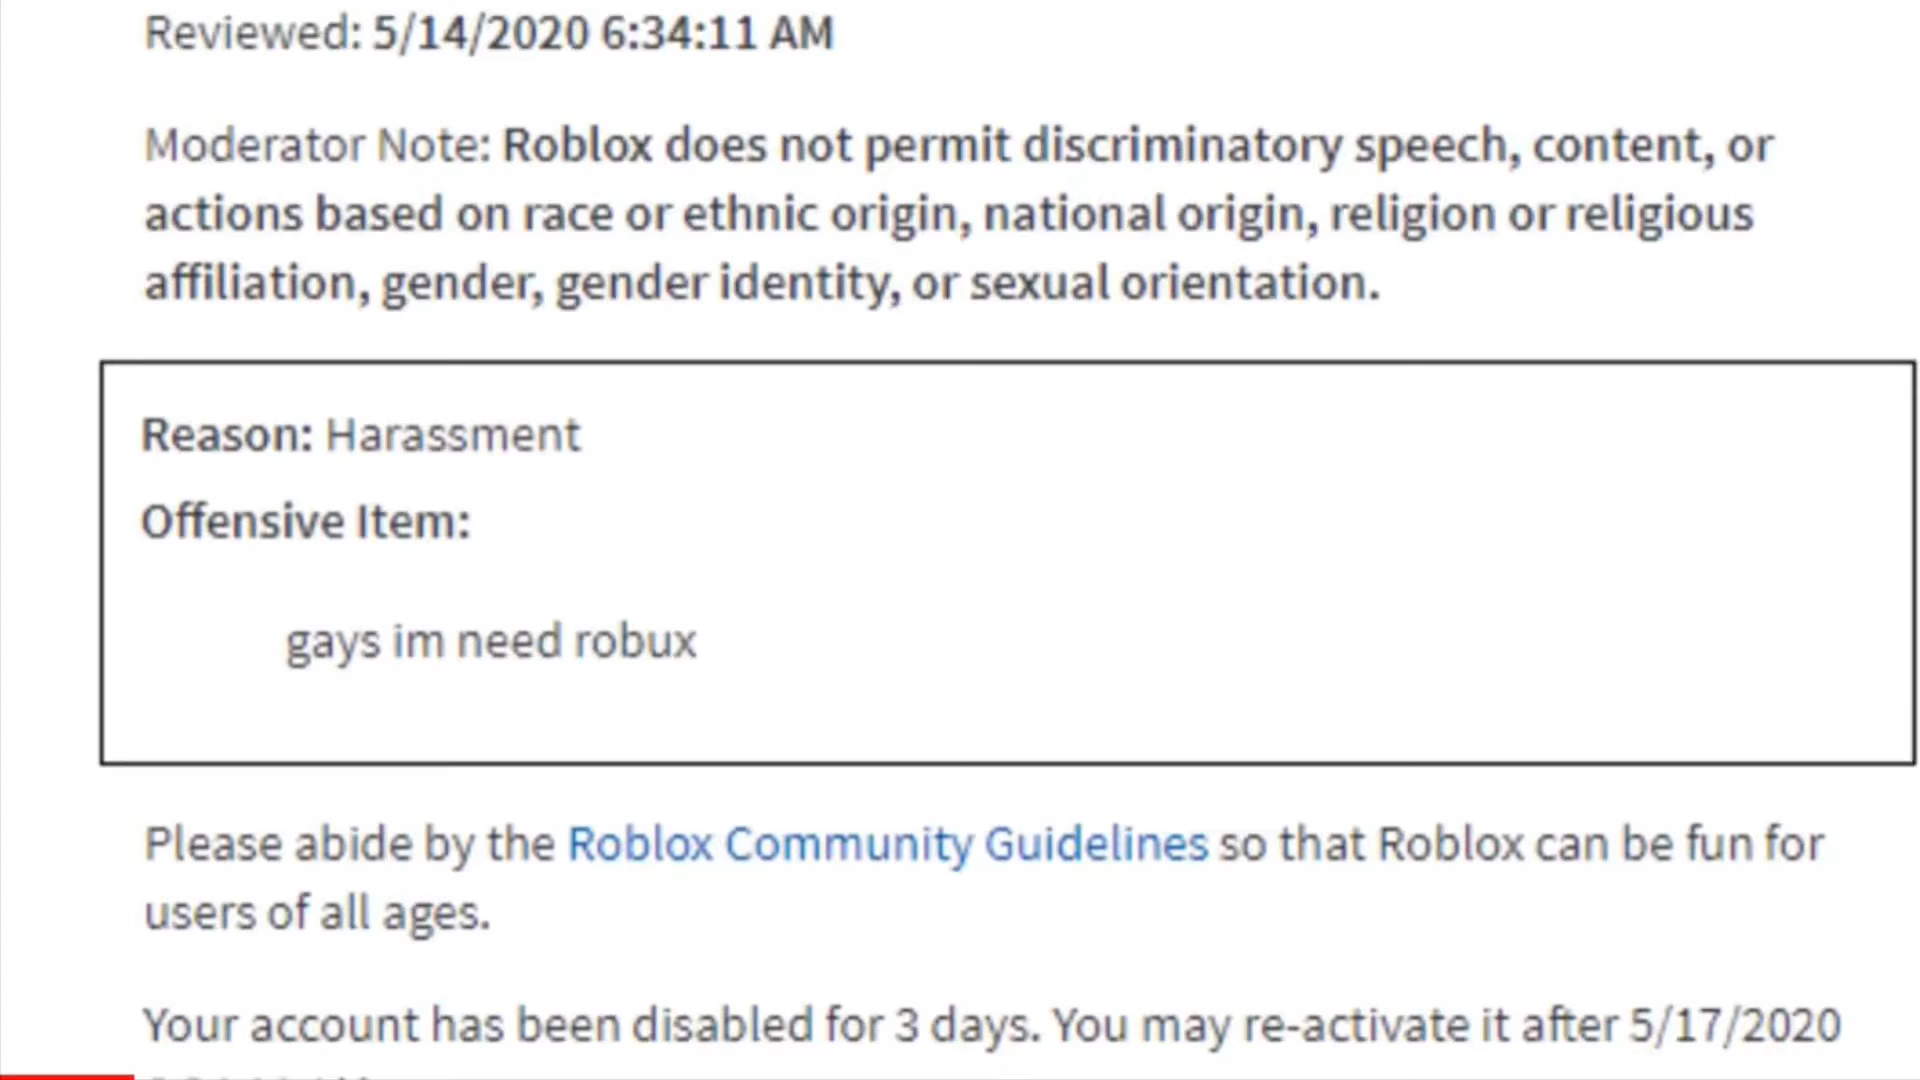 Reviewed: 5/14/2020 6:34:11 AM
Moderator Note: Roblox does not permit discriminatory speech, content, or
actions based on race or ethnic origin, national origin, religion or religious
affiliation, gender, gender identity, or sexual orientation.
Reason: Harassment
Offensive Item:
gays im need robux
Please abide by the Roblox Community Guidelines so that Roblox can be fun for
users of all ages.
Your account has been disabled for 3 days. You may re-activate it after 5/17/2020